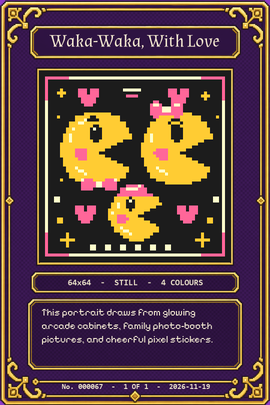 Waka-Waka, With Love
64x64 - STILL - 4 COLOURS
This portrait draws from glowing
arcade cabinets, family photo-booth
pictures, and cheerful pixel stickers.
No. 000067 - 1 OF 1 - 2026-11-19